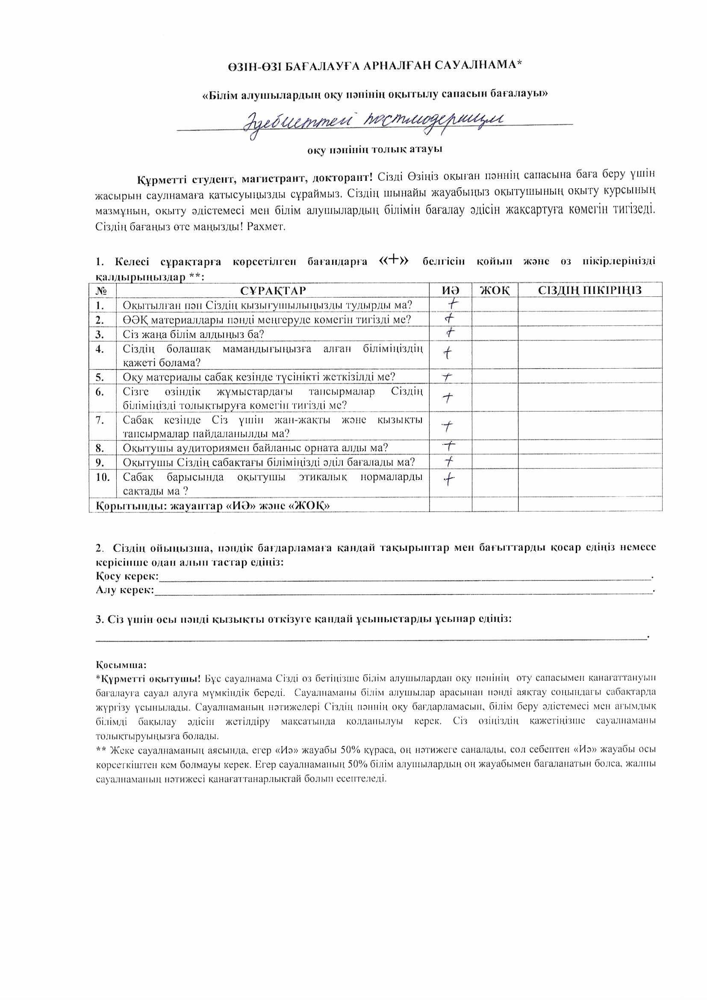 ӨЗІН-ӨЗІ БАҒАЛАУҒА АРНАЛҒАН САУАЛНАМА*
«Білім алушылардың оқу пәнінің оқытылу сапасын бағалауы»
Әдебиеттегі постмодернизм
оқу пәнінің толық атауы
Құрметті студент, магистрант, докторант! Сізді Өзіңіз оқыған пәннің сапасына баға беру үшін
жасырын саулнамаға қатысуыңызды сұраймыз. Сіздің шынайы жауабыңыз оқытушының оқыту курсының
мазмұнын, оқыту әдістемесі мен білім алушылардың білімін бағалау әдісін жақсартуға көмегін тигізеді.
Сіздің бағаңыз өте маңызды! Рахмет.
1. Келесі сұрақтарға көрсетілген бағандарға «+» белгісін қойып және өз пікірлеріңізді
қалдырыңыздар **:
№ СҰРАҚТАР ИӘ ЖОҚ СІЗДІҢ ПІКІРІҢІЗ
1. Оқытылған пән Сіздің қызығушылыңызды тудырды ма? +
2. ӨӘҚ материалдары пәнді меңгеруде көмегін тигізді ме? +
3. Сіз жаңа білім алдыңыз ба? +
4. Сіздің болашақ мамандығыңызға алған біліміңіздің
қажеті болама? +
5. Оқу материалы сабақ кезінде түсінікті жеткізілді ме? +
6. Сізге өзіндік жұмыстардағы тапсырмалар Сіздің
біліміңізді толықтыруға көмегін тигізді ме? +
7. Сабақ кезінде Сіз үшін жан-жақты және қызықты
тапсырмалар пайдаланылды ма? +
8. Оқытушы аудиториямен байланыс орната алды ма? +
9. Оқытушы Сіздің сабақтағы біліміңізді әділ бағалады ма? +
10. Сабақ барысында оқытушы этикалық нормаларды
сақтады ма ? +
Қорытынды: жауаптар «ИӘ» және «ЖОҚ»
2. Сіздің ойыңызша, пәндік бағдарламаға қандай тақырыптар мен бағыттарды қосар едіңіз немесе
керісінше одан алып тастар едіңіз:
Қосу керек: .
Алу керек: .
3. Сіз үшін осы пәнді қызықты өткізуге қандай ұсыныстарды ұсынар едіңіз:
.
Қосымша:
*Құрметті оқытушы! Бұс сауалнама Сізді өз бетіңізше білім алушылардан оқу пәнінің өту сапасымен қанағаттануын
бағалауға сауал алуға мүмкіндік береді. Сауалнаманы білім алушылар арасынан пәнді аяқтау соңындағы сабақтарда
жүргізу ұсынылады. Сауалнаманың нәтижелері Сіздің пәннің оқу бағдарламасын, білім беру әдістемесі мен ағымдық
білімді бақылау әдісін жетілдіру мақсатында қолданылуы керек. Сіз өзіңіздің қажетіңізше сауалнаманы
толықтыруыңызға болады.
** Жеке сауалнаманың аясында, егер «Иә» жауабы 50% құраса, оң нәтижеге саналады, сол себептен «Иә» жауабы осы
көрсеткіштен кем болмауы керек. Егер сауалнаманың 50% білім алушылардың оң жауабымен бағаланатын болса, жалпы
сауалнаманың нәтижесі қанағаттанарлықтай болып есептеледі.